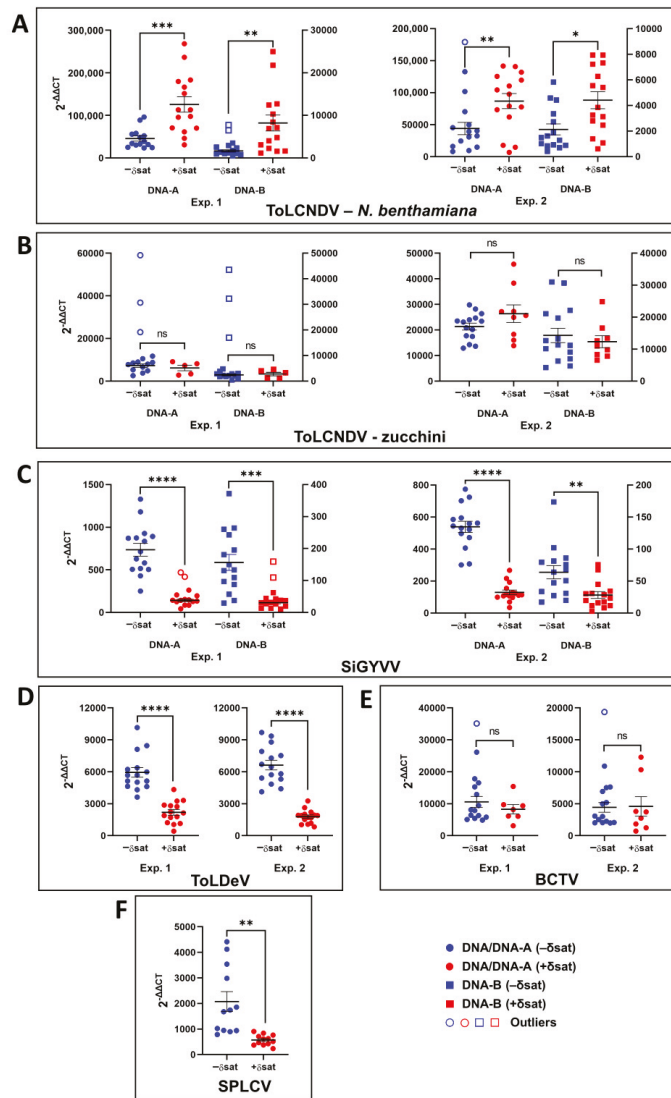 A
*** ** ** *
300,000 30000 200,000 10000
150,000 8000
200,000 20000
100,000 6000
100,000 10000 4000
50000 2000
0 0 0 0
2-ΔΔCT
−δsat +δsat −δsat +δsat −δsat +δsat −δsat +δsat
DNA-A DNA-B DNA-A DNA-B
Exp. 1 Exp. 2
ToLCNDV – N. benthamiana
B
60000 50000 50000 40000
40000 40000 30000
40000 30000 30000
20000
20000 20000 20000
10000 10000 10000
0 0 0 0
ns ns ns ns
2-ΔΔCT
−δsat +δsat −δsat +δsat −δsat +δsat −δsat +δsat
DNA-A DNA-B DNA-A DNA-B
Exp. 1 Exp. 2
ToLCNDV - zucchini
C
**** *** **** **
1500 400 800 200
300 600 150
1000
200 400 100
500 100 200 50
0 0 0 0
2-ΔΔCT
−δsat +δsat −δsat +δsat −δsat +δsat −δsat +δsat
DNA-A DNA-B DNA-A DNA-B
Exp. 1 Exp. 2
SiGYVV
D
**** ****
12000 12000
9000 9000
6000 6000
3000 3000
0 0
2-ΔΔCT
−δsat +δsat −δsat +δsat
Exp. 1 Exp. 2
ToLDeV
E
40000 20000
30000 15000
20000 10000
10000 5000
0 0
ns ns
2-ΔΔCT
−δsat +δsat −δsat +δsat
Exp. 1 Exp. 2
BCTV
F
**
5000
4000
3000
2000
1000
0
2-ΔΔCT
−δsat +δsat
SPLCV
DNA/DNA-A (−δsat)
DNA/DNA-A (+δsat)
DNA-B (−δsat)
DNA-B (+δsat)
Outliers